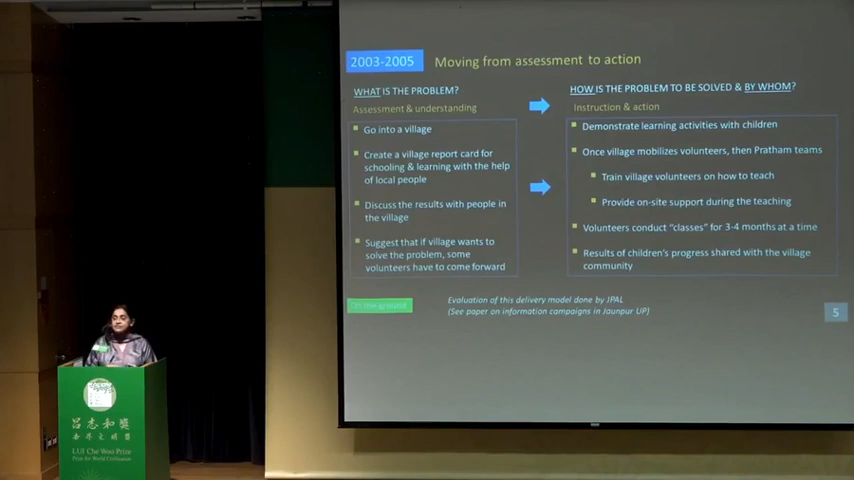 2003-2005
Moving from assessment to action
WHAT IS THE PROBLEM?
Assessment & understanding
Go into a village
Create a village report card for
schooling & learning with the help
of local people
Discuss the results with people in
the village
Suggest that if village wants to
solve the problem, some
volunteers have to come forward
HOW IS THE PROBLEM TO BE SOLVED & BY WHOM?
Instruction & action
Demonstrate learning activities with children
Once village mobilizes volunteers, then Pratham teams
Train village volunteers on how to teach
Provide on-site support during the teaching
Volunteers conduct "classes" for 3-4 months at a time
Results of children's progress shared with the village
community
On the ground
Evaluation of this delivery model done by JPAL
(See paper on information campaigns in Jaunpur UP)
5
呂志和獎
世界文明獎
LUI Che Woo Prize
Prize for World Civilisation